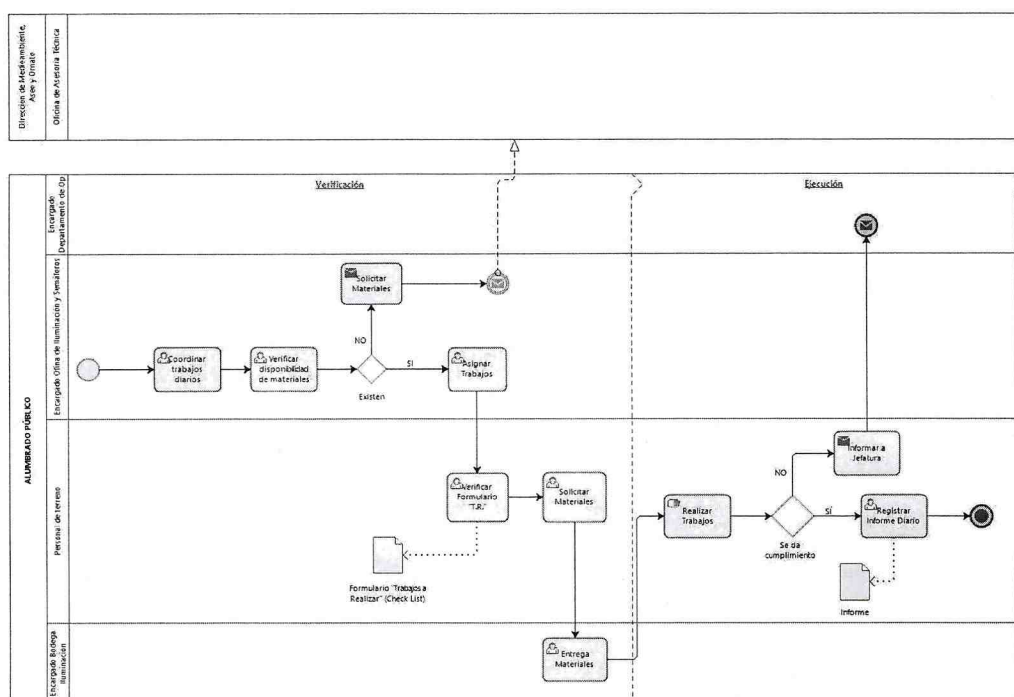 Dirección de Medioambiente,
Aseo y Ornato
Oficina de Asesoría Técnica
ALUMBRADO PÚBLICO
Encargado
Departamento de Op
Encargado Ofina de Iluminación y Semáforos
Personal de terreno
Encargado Bodega
Iluminación
Verificación
Ejecución
Solicitar
Materiales
NO
Coordinar
trabajos
diarios
Verificar
disponibilidad
de materiales
SI
Existen
Asignar
Trabajos
Verificar
Formulario
"T.R."
Solicitar
Materiales
Formulario "Trabajos a
Realizar" (Check List)
Entrega
Materiales
Realizar
Trabajos
NO
Informar a
Jefatura
SÍ
Se da
cumplimiento
Registrar
Informe Diario
Informe